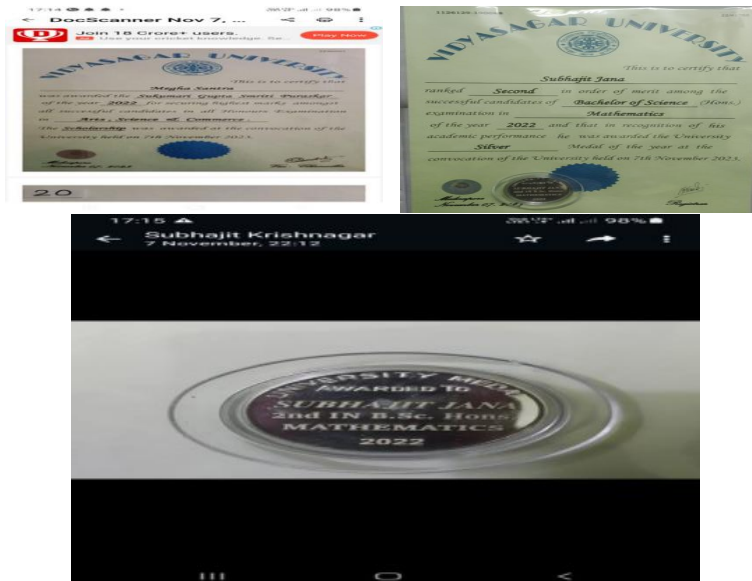 17:14
98%
DocScanner Nov 7, ...
Join 18 Crore+ users.
Ad Use your cricket knowledge. Se...
Play Now
VIDYASAGAR UNIVERSITY
This is to certify that
Megha Santra
was awarded the Sukumari Gupta Smriti Puraskar
of the year 2022 for securing highest marks amongst
all successful candidates in all Honours Examination
in Arts, Science & Commerce.
The Scholarship was awarded at the convocation of the
University held on 7th November 2023.
20
VIDYASAGAR UNIVERSITY
This is to certify that
Subhajit Jana
ranked Second in order of merit among the
successful candidates of Bachelor of Science (Hons.)
examination in Mathematics
of the year 2022 and that in recognition of his
academic performance he was awarded the University
Silver Medal of the year at the
convocation of the University held on 7th November 2023.
Registrar
17:15
98%
Subhajit Krishnagar
7 November, 22:12
UNIVERSITY MEDAL
AWARDED TO
SUBHAJIT JANA
2nd IN B.Sc. Hons
MATHEMATICS
2022